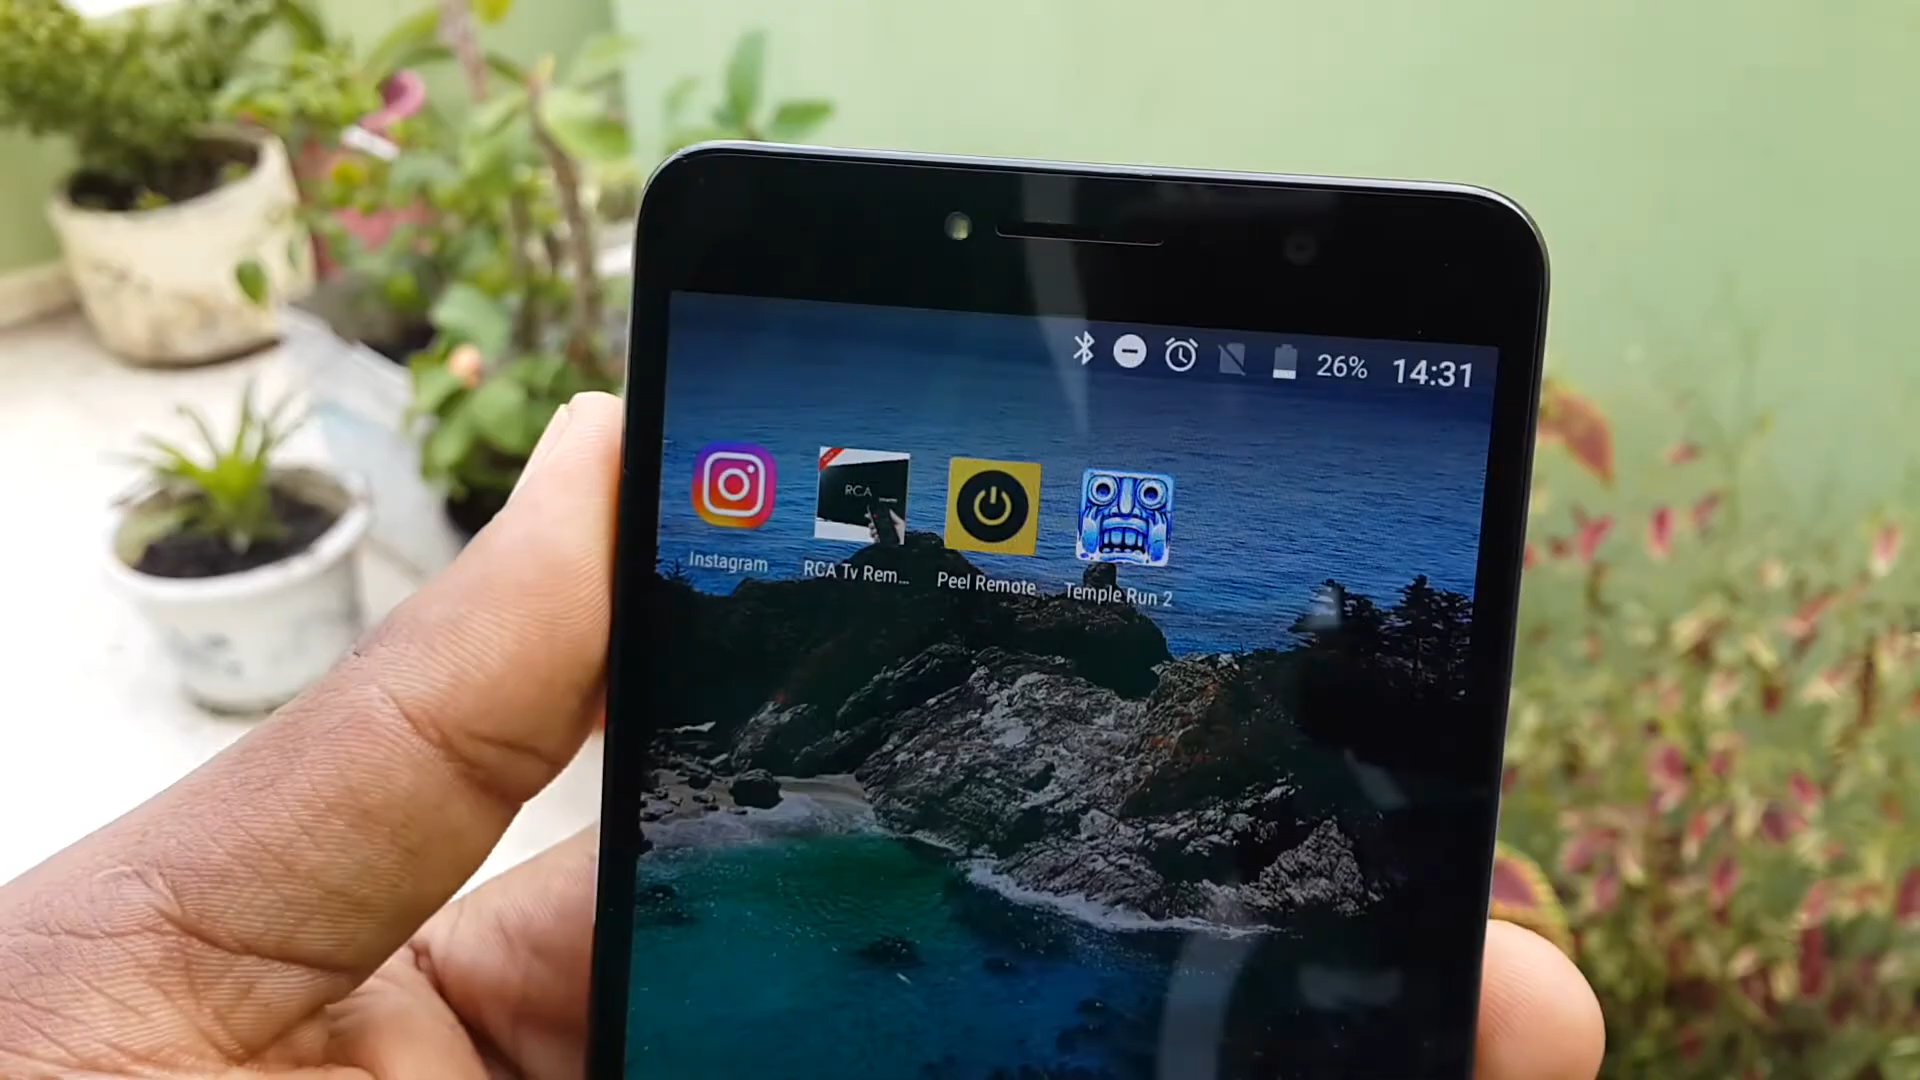 26% 14:31
RCA
Instagram
RCA Tv Rem...
Peel Remote
Temple Run 2